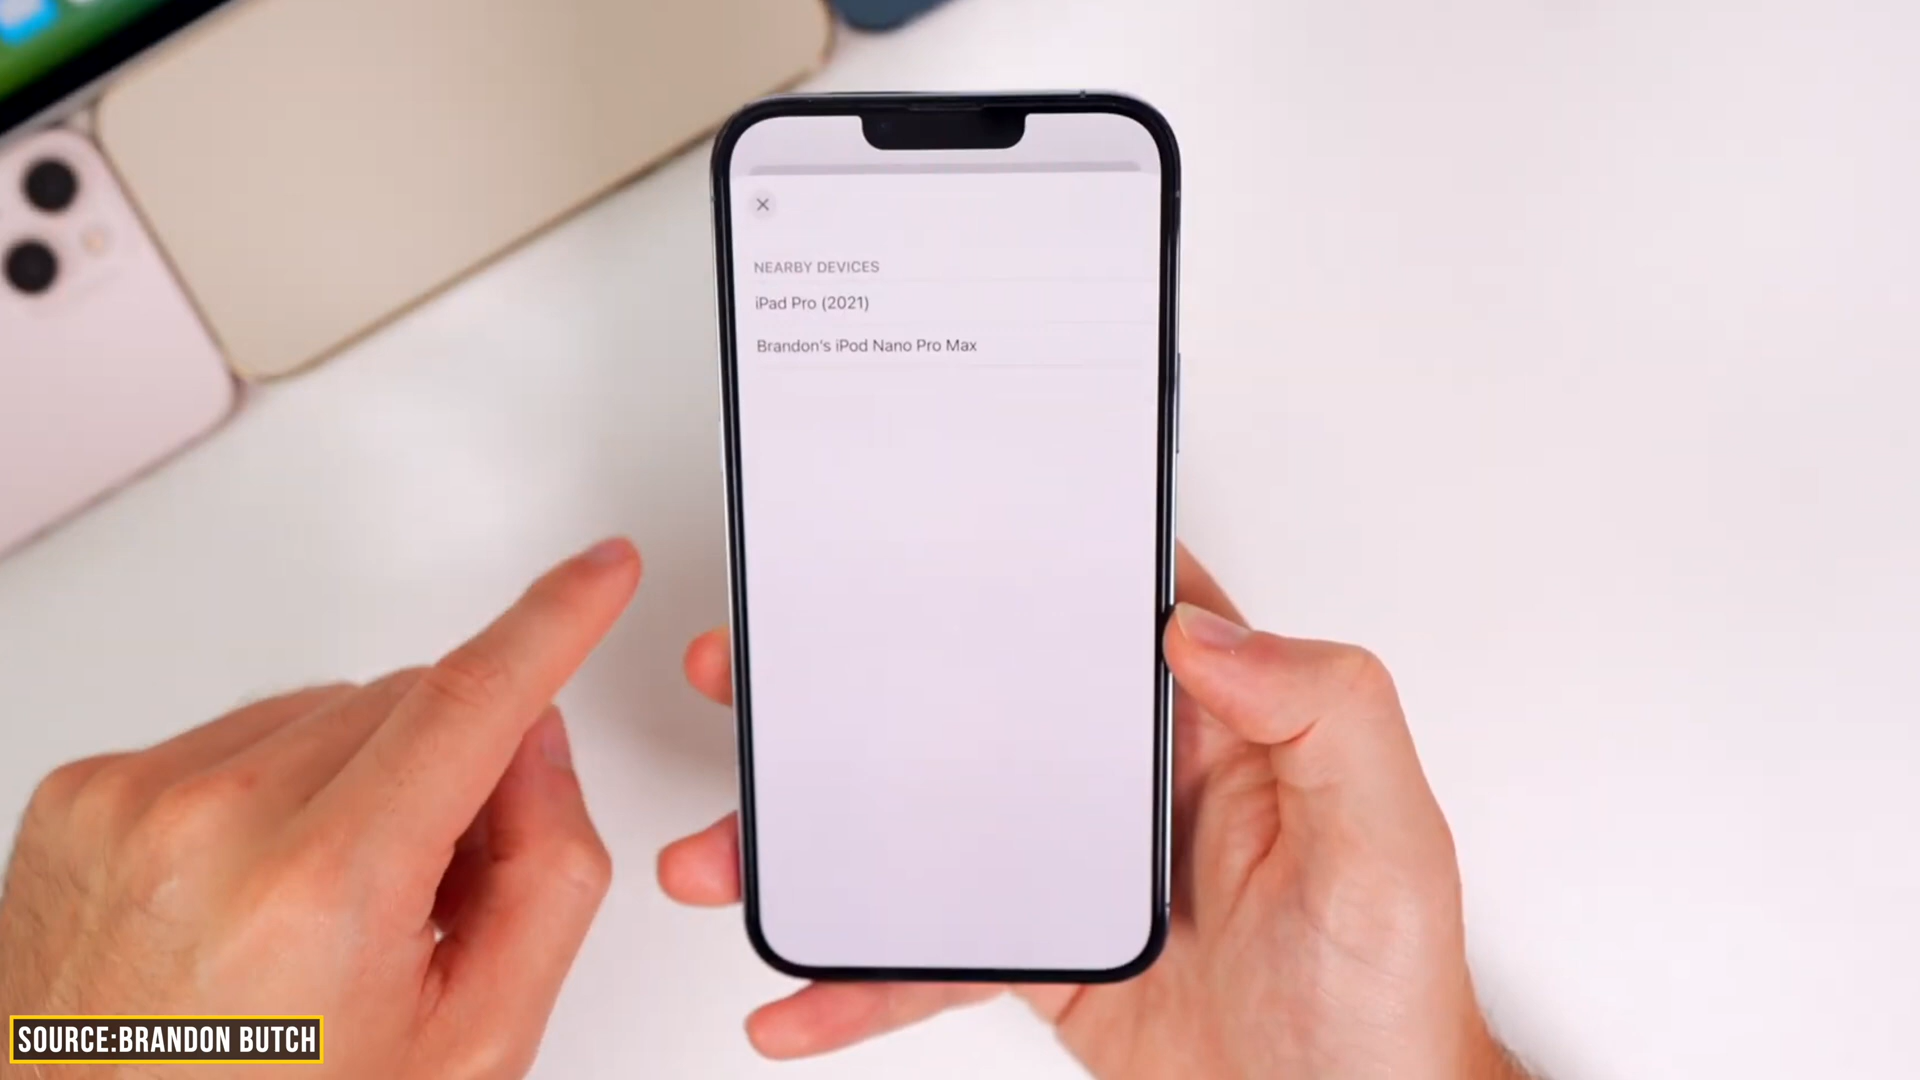 NEARBY DEVICES
iPad Pro (2021)
Brandon's iPod Nano Pro Max
SOURCE:BRANDON BUTCH